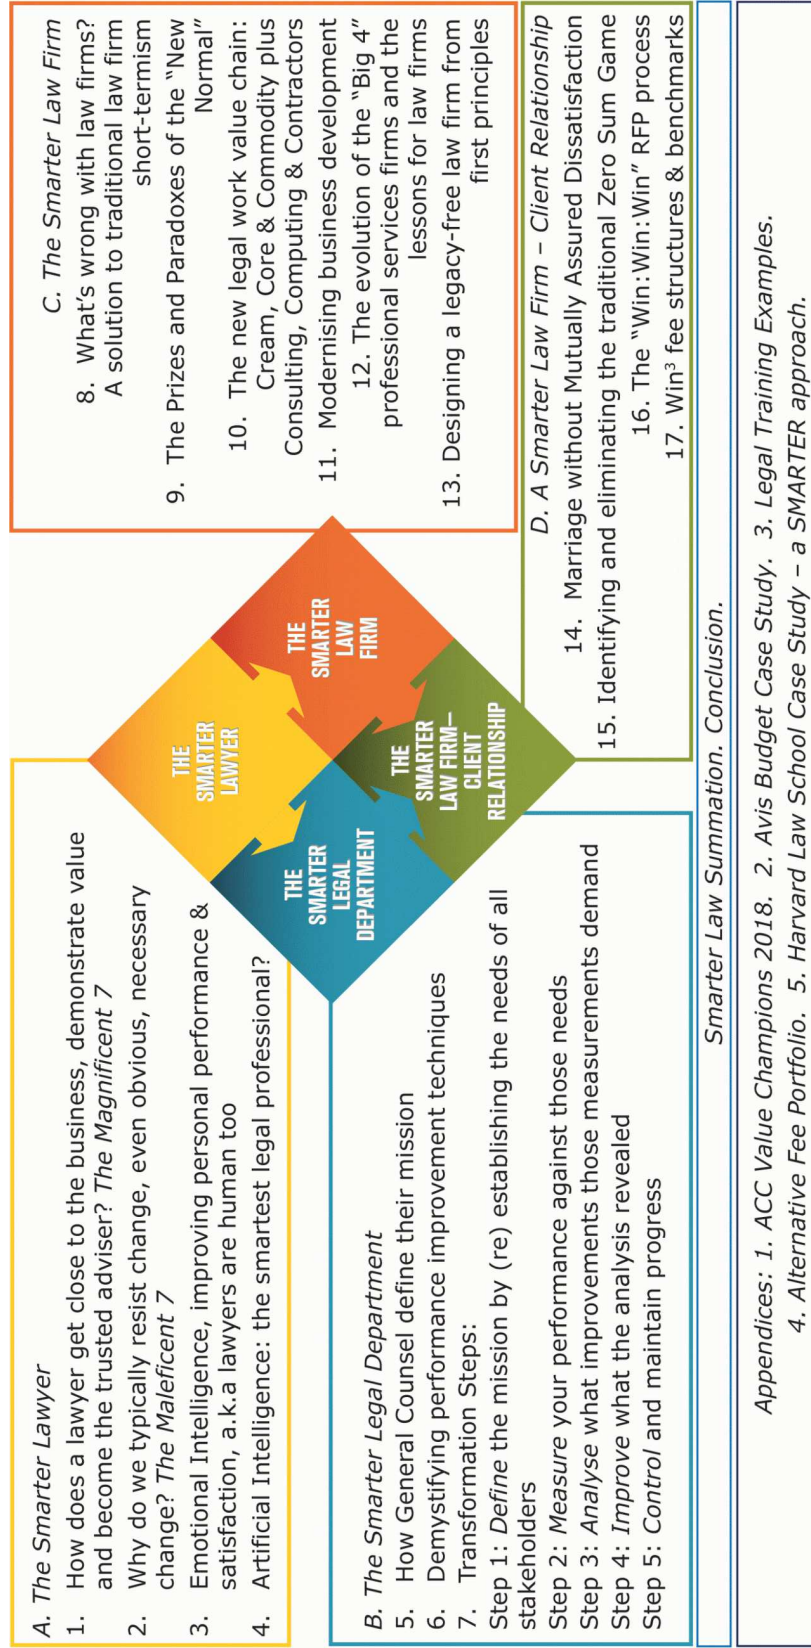 A. The Smarter Lawyer
1. How does a lawyer get close to the business, demonstrate value
and become the trusted adviser? The Magnificent 7
2. Why do we typically resist change, even obvious, necessary
change? The Maleficent 7
3. Emotional Intelligence, improving personal performance &
satisfaction, a.k.a lawyers are human too
4. Artificial Intelligence: the smartest legal professional?
B. The Smarter Legal Department
5. How General Counsel define their mission
6. Demystifying performance improvement techniques
7. Transformation Steps:
Step 1: Define the mission by (re) establishing the needs of all
stakeholders
Step 2: Measure your performance against those needs
Step 3: Analyse what improvements those measurements demand
Step 4: Improve what the analysis revealed
Step 5: Control and maintain progress
THE
SMARTER
LAWYER
THE
SMARTER
LEGAL
DEPARTMENT
THE
SMARTER
LAW
FIRM
THE
SMARTER
LAW FIRM—
CLIENT
RELATIONSHIP
C. The Smarter Law Firm
8. What's wrong with law firms?
A solution to traditional law firm
short-termism
9. The Prizes and Paradoxes of the "New
Normal"
10. The new legal work value chain:
Cream, Core & Commodity plus
Consulting, Computing & Contractors
11. Modernising business development
12. The evolution of the "Big 4"
professional services firms and the
lessons for law firms
13. Designing a legacy-free law firm from
first principles
D. A Smarter Law Firm – Client Relationship
14. Marriage without Mutually Assured Dissatisfaction
15. Identifying and eliminating the traditional Zero Sum Game
16. The "Win:Win:Win" RFP process
17. Win³ fee structures & benchmarks
Smarter Law Summation. Conclusion.
Appendices: 1. ACC Value Champions 2018. 2. Avis Budget Case Study. 3. Legal Training Examples.
4. Alternative Fee Portfolio. 5. Harvard Law School Case Study – a SMARTER approach.